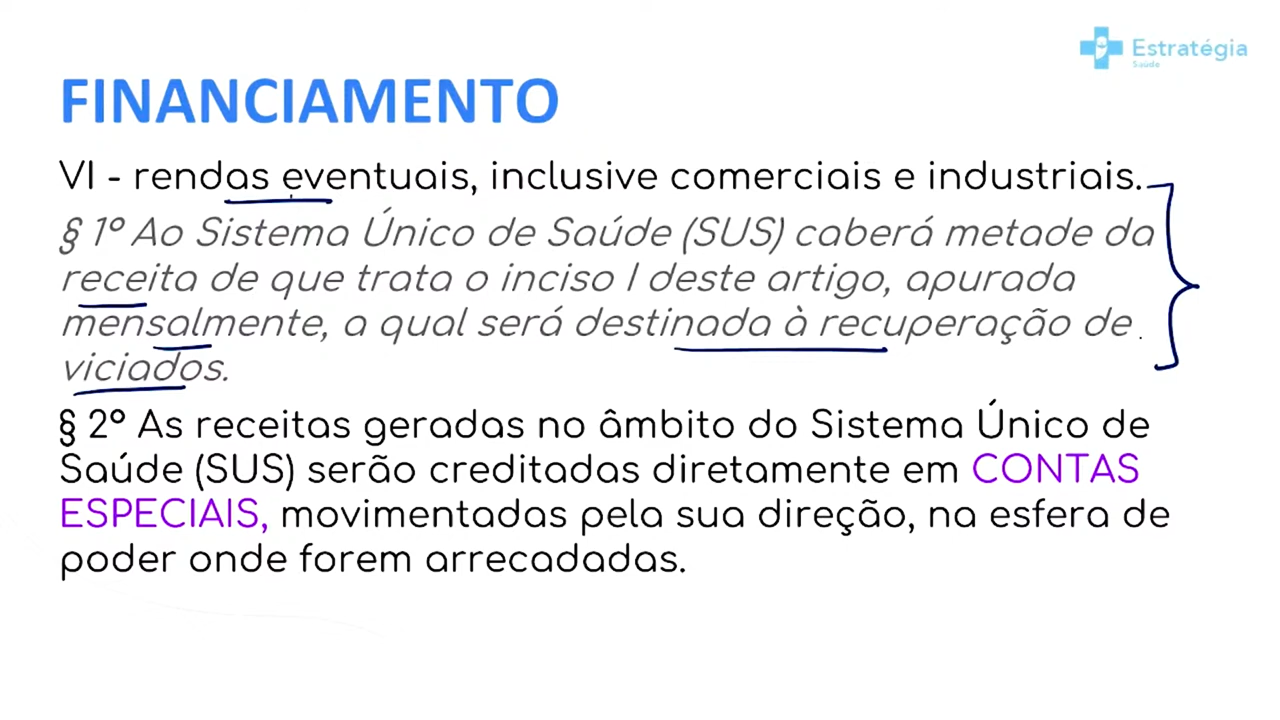 Estratégia
Saúde
FINANCIAMENTO
VI - rendas eventuais, inclusive comerciais e industriais.
§ 1º Ao Sistema Único de Saúde (SUS) caberá metade da
receita de que trata o inciso I deste artigo, apurada
mensalmente, a qual será destinada à recuperação de
viciados.
§ 2º As receitas geradas no âmbito do Sistema Único de
Saúde (SUS) serão creditadas diretamente em CONTAS
ESPECIAIS, movimentadas pela sua direção, na esfera de
poder onde forem arrecadadas.